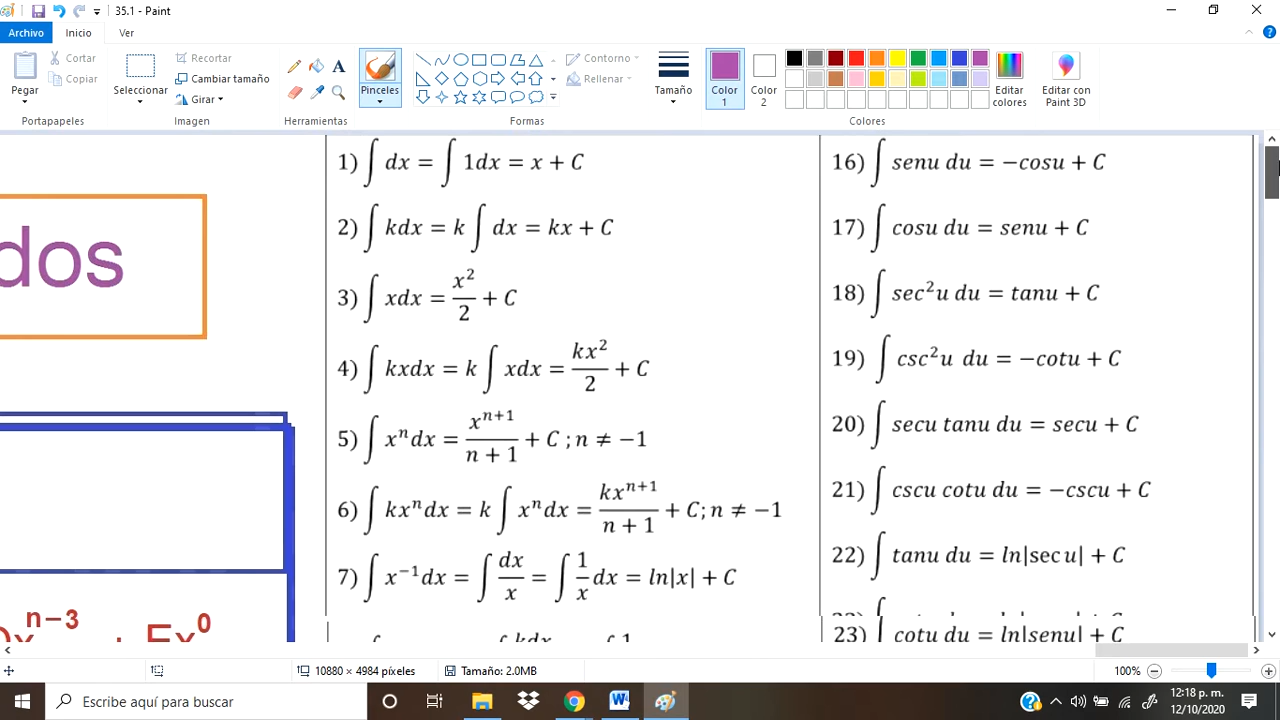 35.1 - Paint
Archivo Inicio Ver
Pegar
Cortar
Copiar
Portapapeles
Seleccionar
Recortar
Cambiar tamaño
Girar
Imagen
A
Herramientas
Pinceles
Contorno
Rellenar
Formas
Tamaño
Color 1
Color 2
Editar colores
Editar con Paint 3D
Colores
dos
n−3
x⁰
1) ∫ dx = ∫ 1dx = x + C
2) ∫ kdx = k ∫ dx = kx + C
3) ∫ xdx = x²/2 + C
4) ∫ kxdx = k ∫ xdx = kx²/2 + C
5) ∫ xⁿdx = xⁿ⁺¹/(n + 1) + C ; n ≠ −1
6) ∫ kxⁿdx = k ∫ xⁿdx = kxⁿ⁺¹/(n + 1) + C; n ≠ −1
7) ∫ x⁻¹dx = ∫ dx/x = ∫ 1/x dx = ln|x| + C
16) ∫ senu du = −cosu + C
17) ∫ cosu du = senu + C
18) ∫ sec²u du = tanu + C
19) ∫ csc²u du = −cotu + C
20) ∫ secu tanu du = secu + C
21) ∫ cscu cotu du = −cscu + C
22) ∫ tanu du = ln|sec u| + C
23) ∫ cotu du = ln|senu| + C
10880 × 4984 píxeles
Tamaño: 2.0MB
100%
Escribe aquí para buscar
12:18 p. m.
12/10/2020